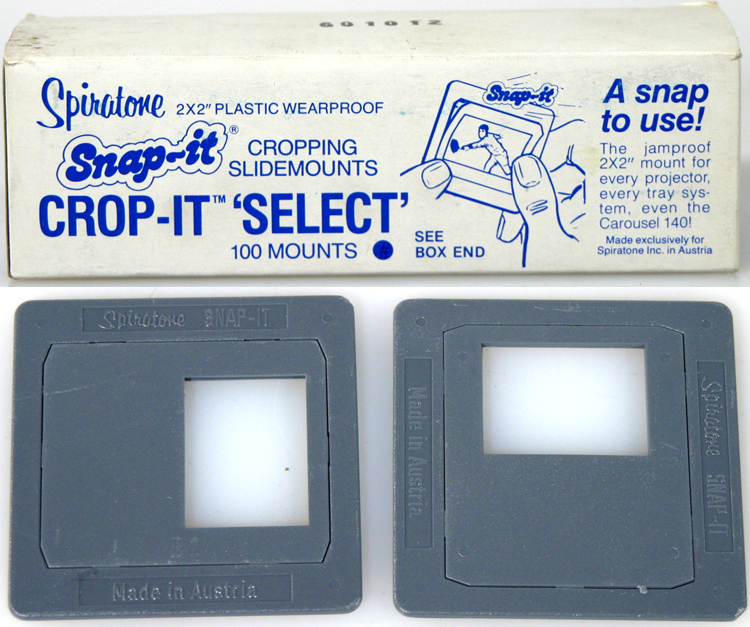 601012
Spiratone 2X2" PLASTIC WEARPROOF
Snap-it® CROPPING
SLIDEMOUNTS
CROP-IT™ 'SELECT'
100 MOUNTS
SEE
BOX END
Snap-it
A snap
to use!
The jamproof
2X2" mount for
every projector,
every tray sys-
tem, even the
Carousel 140!
Made exclusively for
Spiratone Inc. in Austria
Spiratone SNAP-IT
Made in Austria
Made in Austria
Spiratone SNAP-IT